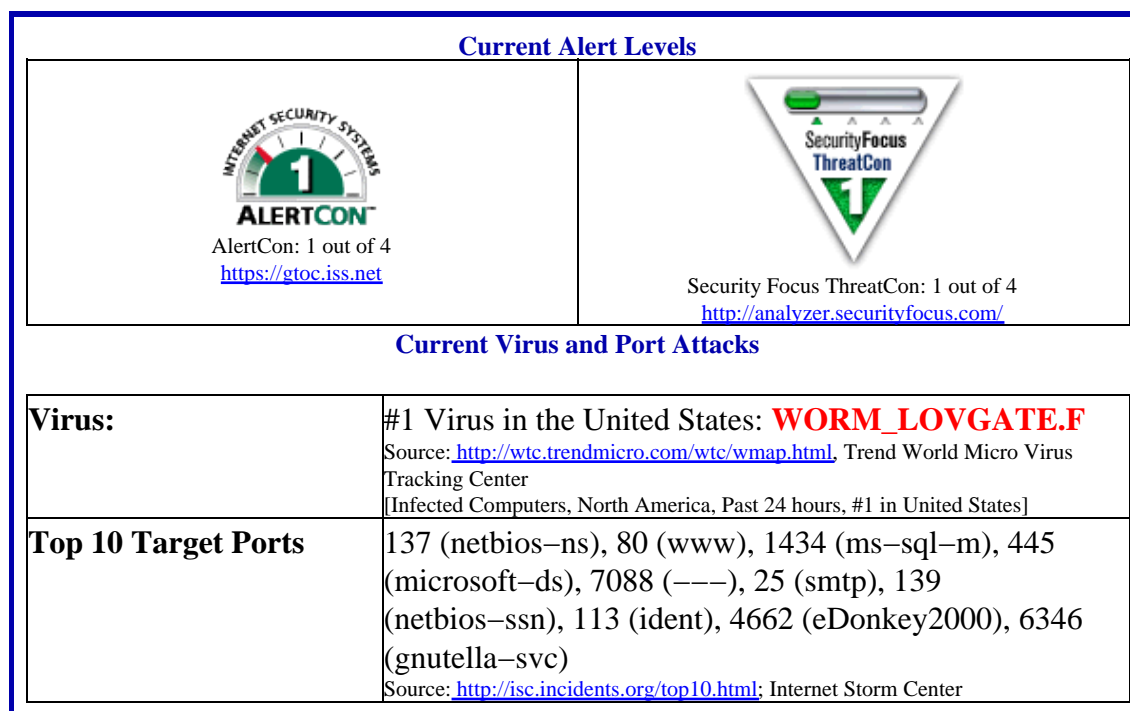 Current Alert Levels
INTERNET SECURITY SYSTEMS
1
ALERTCON™
AlertCon: 1 out of 4
https://gtoc.iss.net
SecurityFocus
ThreatCon
1
Security Focus ThreatCon: 1 out of 4
http://analyzer.securityfocus.com/
Current Virus and Port Attacks
Virus:
#1 Virus in the United States: WORM_LOVGATE.F
Source: http://wtc.trendmicro.com/wtc/wmap.html, Trend World Micro Virus
Tracking Center
[Infected Computers, North America, Past 24 hours, #1 in United States]
Top 10 Target Ports
137 (netbios−ns), 80 (www), 1434 (ms−sql−m), 445
(microsoft−ds), 7088 (−−−), 25 (smtp), 139
(netbios−ssn), 113 (ident), 4662 (eDonkey2000), 6346
(gnutella−svc)
Source: http://isc.incidents.org/top10.html; Internet Storm Center